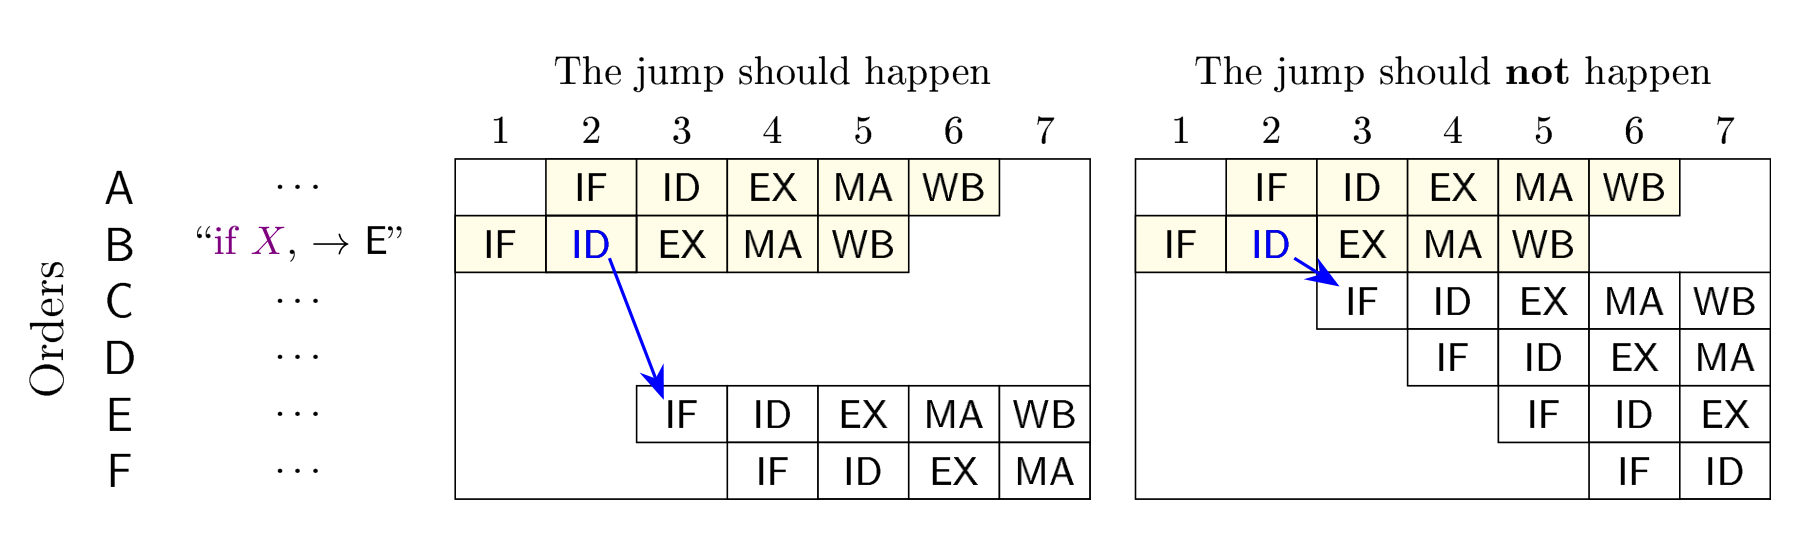 The jump should happen The jump should not happen
1 2 3 4 5 6 7 1 2 3 4 5 6 7
Orders
A ··· IF ID EX MA WB IF ID EX MA WB
B “if X, → E” IF ID EX MA WB IF ID EX MA WB
C ··· IF ID EX MA WB
D ··· IF ID EX MA
E ··· IF ID EX MA WB IF ID EX
F ··· IF ID EX MA IF ID